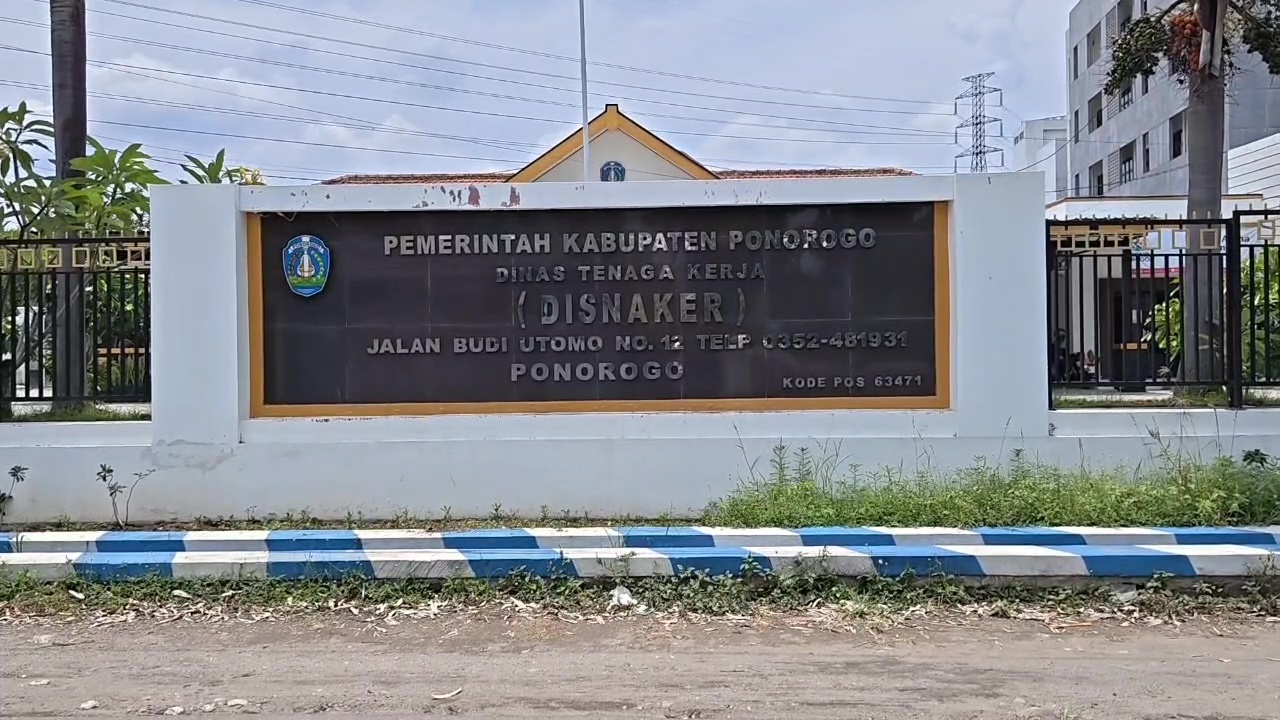 PEMERINTAH KABUPATEN PONOROGO
DINAS TENAGA KERJA
( DISNAKER )
JALAN BUDI UTOMO NO. 12 TELP 0352-481931
PONOROGO
KODE POS 63471